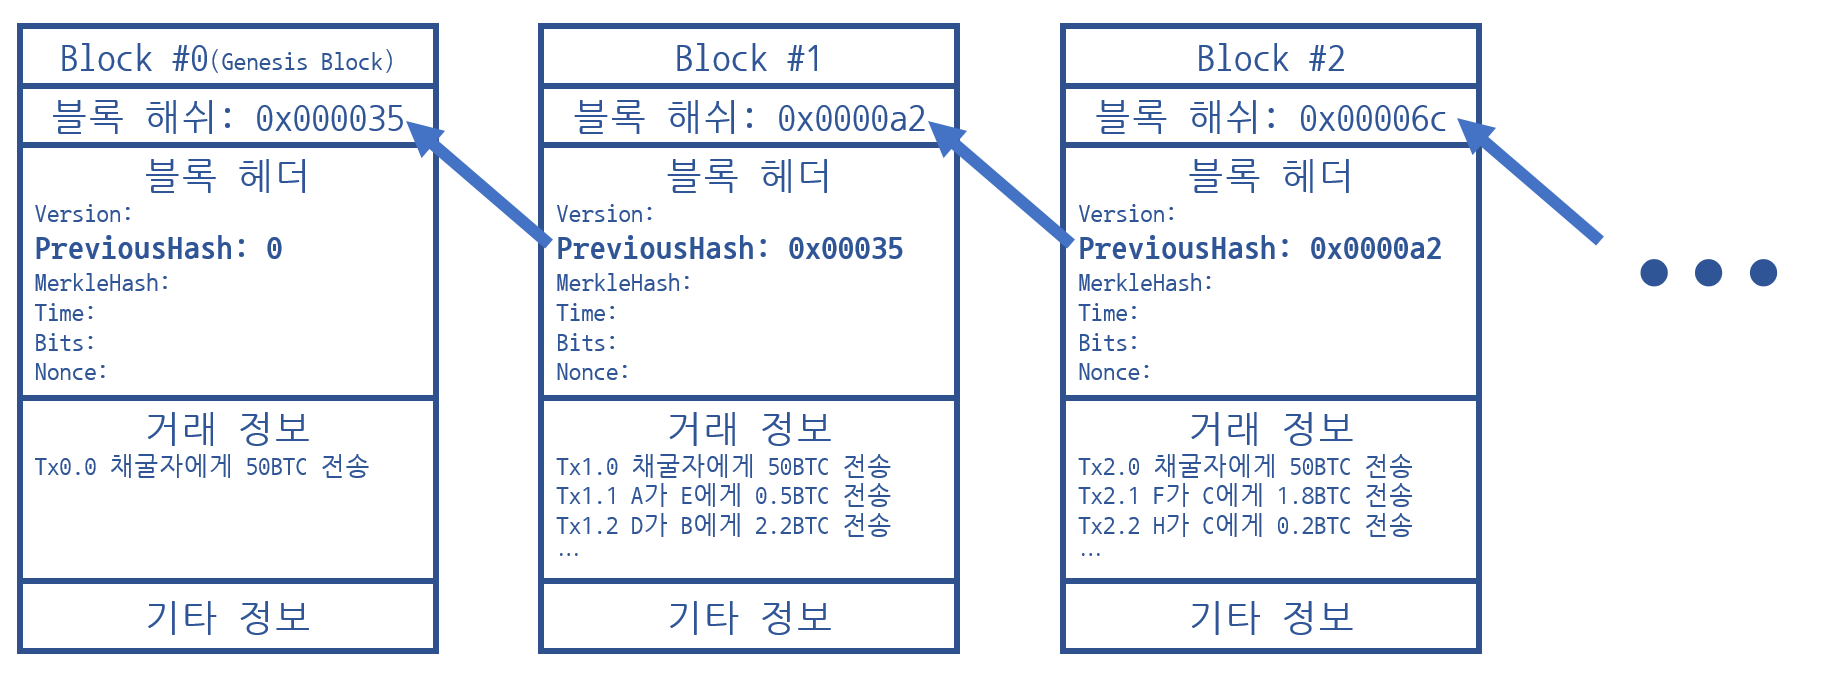 Block #0(Genesis Block)
블록 해쉬: 0x000035
블록 헤더
Version:
PreviousHash: 0
MerkleHash:
Time:
Bits:
Nonce:
거래 정보
Tx0.0 채굴자에게 50BTC 전송
기타 정보
Block #1
블록 해쉬: 0x0000a2
블록 헤더
Version:
PreviousHash: 0x00035
MerkleHash:
Time:
Bits:
Nonce:
거래 정보
Tx1.0 채굴자에게 50BTC 전송
Tx1.1 A가 E에게 0.5BTC 전송
Tx1.2 D가 B에게 2.2BTC 전송
…
기타 정보
Block #2
블록 해쉬: 0x00006c
블록 헤더
Version:
PreviousHash: 0x0000a2
MerkleHash:
Time:
Bits:
Nonce:
거래 정보
Tx2.0 채굴자에게 50BTC 전송
Tx2.1 F가 C에게 1.8BTC 전송
Tx2.2 H가 C에게 0.2BTC 전송
…
기타 정보